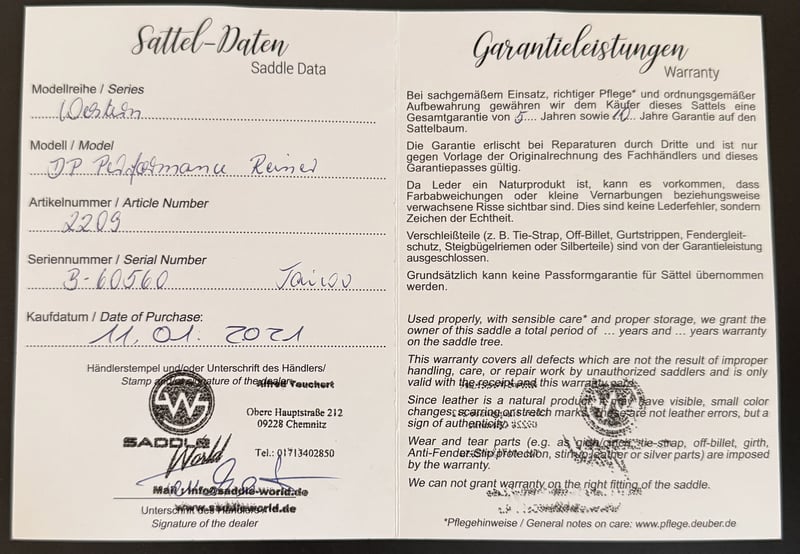 Sattel-Daten
Saddle Data
Modellreihe / Series
Western
Modell / Model
DP Performance Reiner
Artikelnummer / Article Number
2209
Seriennummer / Serial Number
B-60560
Kaufdatum / Date of Purchase:
11.01. 2021
Händlerstempel und/oder Unterschrift des Händlers/
Stamp and/or signature of the dealer
Alfred Teuchert
W
Obere Hauptstraße 212
09228 Chemnitz
SADDLE
World
Tel.: 01713402850
Mail: info@saddle-world.de
www.saddleworld.de
Unterschrift des Händlers
Signature of the dealer
Garantieleistungen
Warranty
Bei sachgemäßem Einsatz, richtiger Pflege* und ordnungsgemäßer
Aufbewahrung gewähren wir dem Käufer dieses Sattels eine
Gesamtgarantie von 5.... Jahren sowie 10.. Jahre Garantie auf den
Sattelbaum.
Die Garantie erlischt bei Reparaturen durch Dritte und ist nur
gegen Vorlage der Originalrechnung des Fachhändlers und dieses
Garantiepasses gültig.
Da Leder ein Naturprodukt ist, kann es vorkommen, dass
Farbabweichungen oder kleine Vernarbungen beziehungsweise
verwachsene Risse sichtbar sind. Dies sind keine Lederfehler, sondern
Zeichen der Echtheit.
Verschleißteile (z. B. Tie-Strap, Off-Billet, Gurtstrippen, Fendergleit-
schutz, Steigbügelriemen oder Silberteile) sind von der Garantieleistung
ausgeschlossen.
Grundsätzlich kann keine Passformgarantie für Sättel übernommen
werden.
Used properly, with sensible care* and proper storage, we grant the
owner of this saddle a total period of ... years and ... years warranty
on the saddle tree.
This warranty covers all defects which are not the result of improper
handling, care, or repair work by unauthorized saddlers and is only
valid with the receipt and this warranty card.
Since leather is a natural product, it may have visible, small color
changes, scarring or stretch marks. These are not leather errors, but a
sign of authenticity.
Wear and tear parts (e.g. as tie-strap, off-billet, girth,
Anti-Fender-Slip protection, stirrup leather or silver parts) are imposed
by the warranty.
We can not grant warranty on the right fitting of the saddle.
*Pflegehinweise / General notes on care: www.pflege.deuber.de